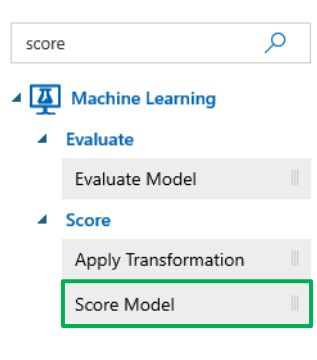 score
Machine Learning
Evaluate
Evaluate Model
Score
Apply Transformation
Score Model